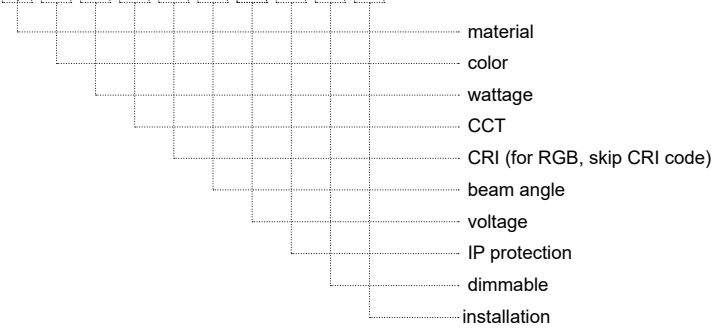 material
color
wattage
CCT
CRI (for RGB, skip CRI code)
beam angle
voltage
IP protection
dimmable
installation